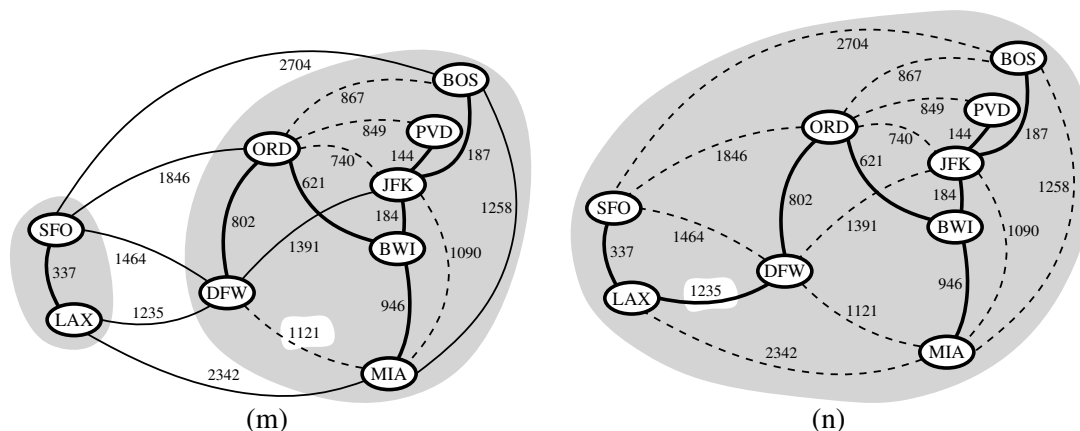 2704
BOS
867
849
PVD
ORD
740
144
187
1846
621
JFK
802
184
1258
SFO
1391
BWI
1464
1090
337
DFW
946
LAX
1235
1121
2342
MIA
(m)
2704
BOS
867
849
PVD
ORD
740
144
187
1846
621
JFK
802
184
1258
SFO
1391
BWI
1464
1090
337
DFW
946
LAX
1235
1121
2342
MIA
(n)